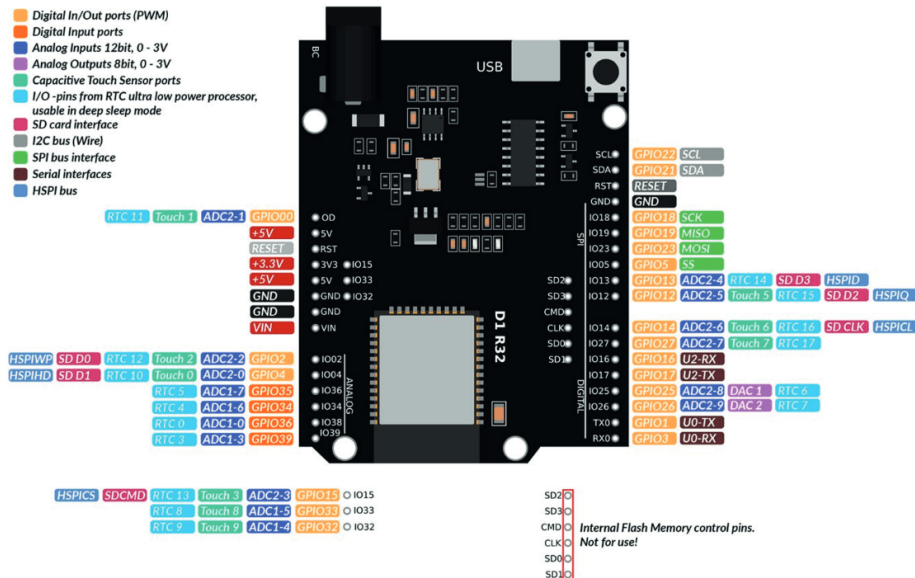 Digital In/Out ports (PWM)
Digital Input ports
Analog Inputs 12bit, 0 - 3V
Analog Outputs 8bit, 0 - 3V
Capacitive Touch Sensor ports
I/O -pins from RTC ultra low power processor,
usable in deep sleep mode
SD card interface
I2C bus (Wire)
SPI bus interface
Serial interfaces
HSPI bus
BC
USB
RTC 11 Touch 1 ADC2-1 GPIO00 OD
+5V 5V
RESET RST
+3.3V 3V3 IO15
+5V 5V IO33
GND GND IO32
GND GND
VIN VIN
HSPIWP SD D0 RTC 12 Touch 2 ADC2-2 GPIO2 IO02
HSPIHD SD D1 RTC 10 Touch 0 ADC2-0 GPIO4 IO04
RTC 5 ADC1-7 GPIO35 IO36
RTC 4 ADC1-6 GPIO34 IO34
RTC 0 ADC1-0 GPIO36 IO38
RTC 3 ADC1-3 GPIO39 IO39
ANALOG
D1 R32
SD2
SD3
CMD
CLK
SD0
SD1
SCL GPIO22 SCL
SDA GPIO21 SDA
RST RESET
GND GND
IO18 GPIO18 SCK
IO19 GPIO19 MISO
IO23 GPIO23 MOSI
IO05 GPIO5 SS
IO13 GPIO13 ADC2-4 RTC 14 SD D3 HSPID
IO12 GPIO12 ADC2-5 Touch 5 RTC 15 SD D2 HSPIQ
SPI
IO14 GPIO14 ADC2-6 Touch 6 RTC 16 SD CLK HSPICL
IO27 GPIO27 ADC2-7 Touch 7 RTC 17
IO16 GPIO16 U2-RX
IO17 GPIO17 U2-TX
IO25 GPIO25 ADC2-8 DAC 1 RTC 6
IO26 GPIO26 ADC2-9 DAC 2 RTC 7
TX0 GPIO1 U0-TX
RX0 GPIO3 U0-RX
DIGITAL
HSPICS SDCMD RTC 13 Touch 3 ADC2-3 GPIO15 IO15
RTC 8 Touch 8 ADC1-5 GPIO33 IO33
RTC 9 Touch 9 ADC1-4 GPIO32 IO32
SD2
SD3
CMD
CLK
SD0
SD1
Internal Flash Memory control pins.
Not for use!